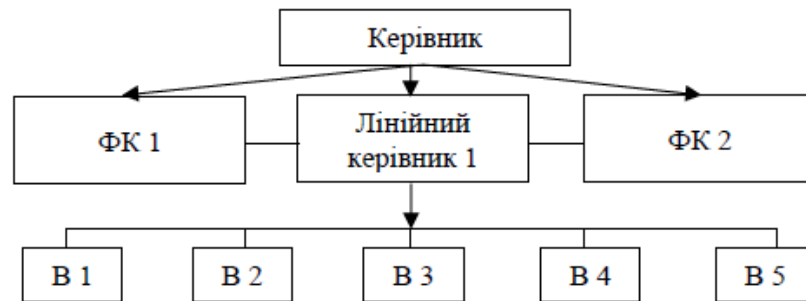 Керівник
ФК 1
Лінійний
керівник 1
ФК 2
В 1
В 2
В 3
В 4
В 5